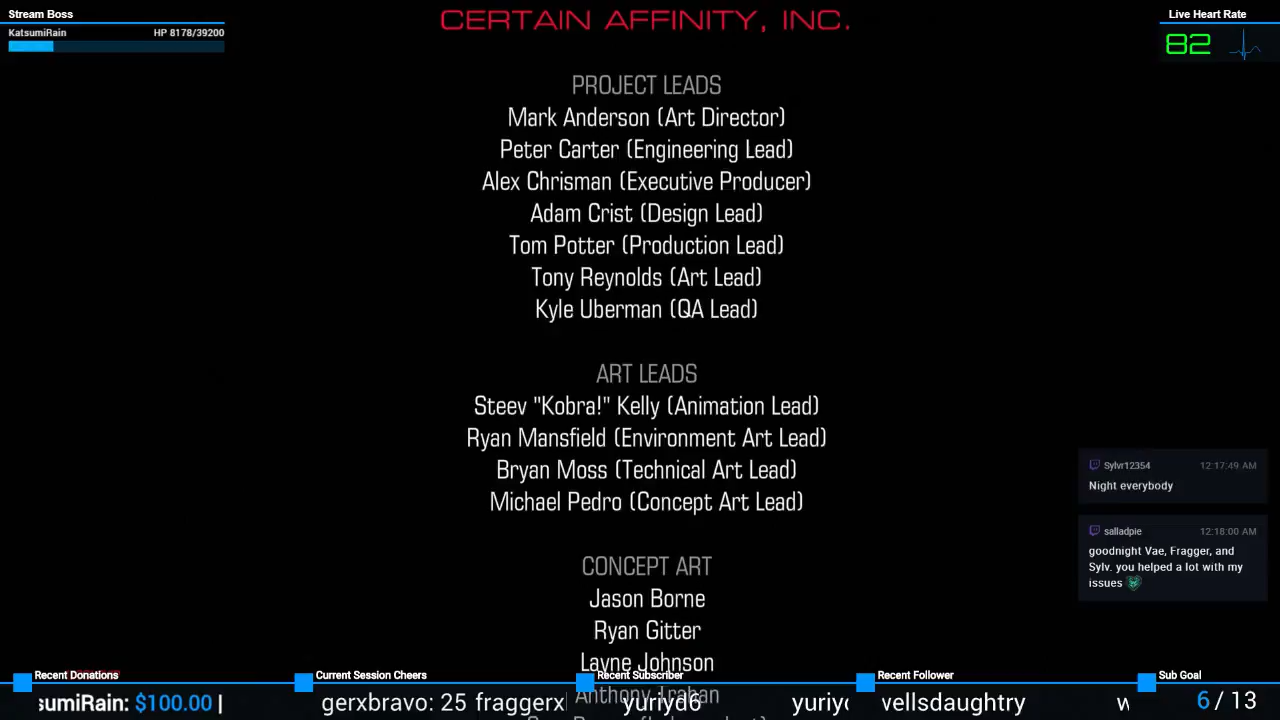 Stream Boss
KatsumiRain HP 8178/39200
Live Heart Rate
82
CERTAIN AFFINITY, INC.
PROJECT LEADS
Mark Anderson (Art Director)
Peter Carter (Engineering Lead)
Alex Chrisman (Executive Producer)
Adam Crist (Design Lead)
Tom Potter (Production Lead)
Tony Reynolds (Art Lead)
Kyle Uberman (QA Lead)
ART LEADS
Steev "Kobra!" Kelly (Animation Lead)
Ryan Mansfield (Environment Art Lead)
Bryan Moss (Technical Art Lead)
Michael Pedro (Concept Art Lead)
CONCEPT ART
Jason Borne
Ryan Gitter
Layne Johnson
Anthony Trahan
Sylvr12354 12:17:49 AM
Night everybody
salladpie 12:18:00 AM
goodnight Vae, Fragger, and
Sylv. you helped a lot with my
issues
Recent Donations
sumiRain: $100.00 |
Current Session Cheers
gerxbravo: 25 fraggerx
Recent Subscriber
yuriyd6 yuriyd
Recent Follower
vellsdaughtry
Sub Goal
6 / 13